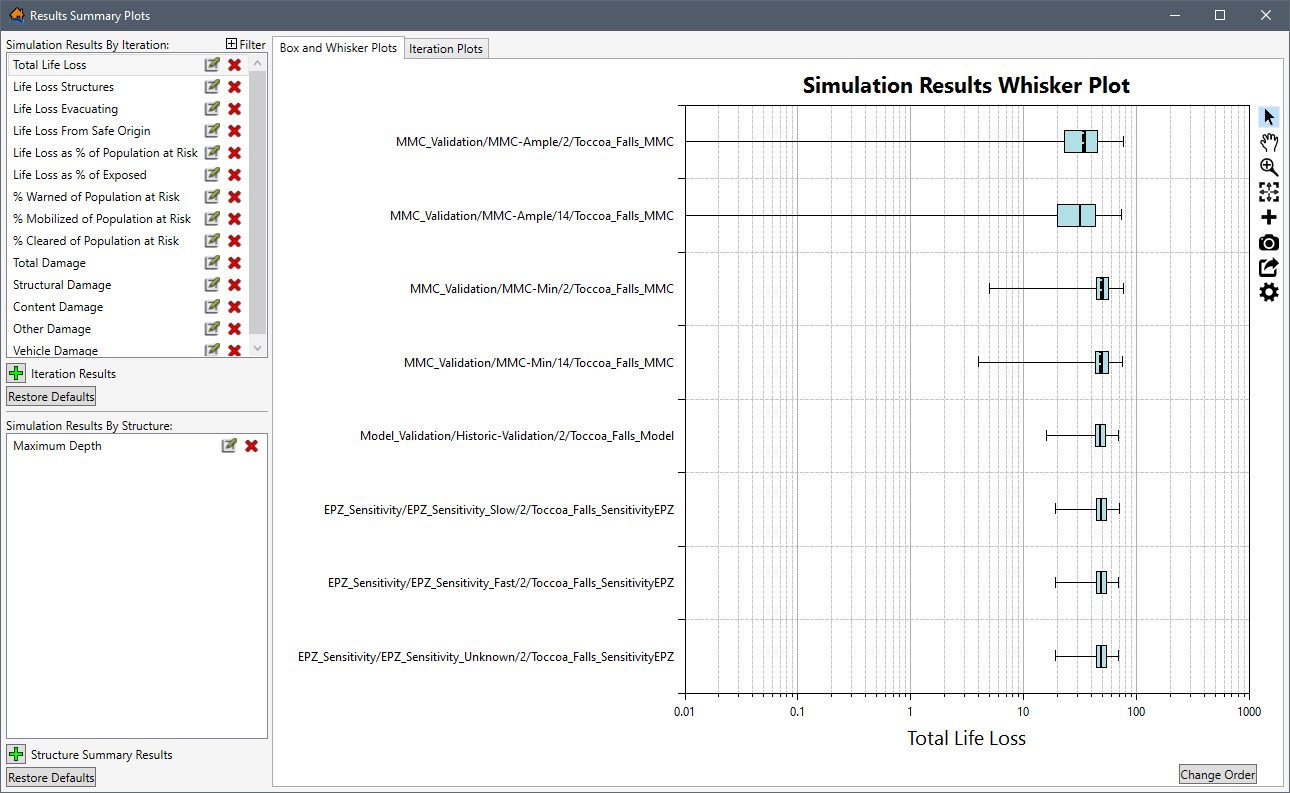 Results Summary Plots
Simulation Results By Iteration:
Filter
Total Life Loss
Life Loss Structures
Life Loss Evacuating
Life Loss From Safe Origin
Life Loss as % of Population at Risk
Life Loss as % of Exposed
% Warned of Population at Risk
% Mobilized of Population at Risk
% Cleared of Population at Risk
Total Damage
Structural Damage
Content Damage
Other Damage
Vehicle Damage
Iteration Results
Restore Defaults
Simulation Results By Structure:
Maximum Depth
Structure Summary Results
Restore Defaults
Box and Whisker Plots
Iteration Plots
Simulation Results Whisker Plot
MMC_Validation/MMC-Ample/2/Toccoa_Falls_MMC
MMC_Validation/MMC-Ample/14/Toccoa_Falls_MMC
MMC_Validation/MMC-Min/2/Toccoa_Falls_MMC
MMC_Validation/MMC-Min/14/Toccoa_Falls_MMC
Model_Validation/Historic-Validation/2/Toccoa_Falls_Model
EPZ_Sensitivity/EPZ_Sensitivity_Slow/2/Toccoa_Falls_SensitivityEPZ
EPZ_Sensitivity/EPZ_Sensitivity_Fast/2/Toccoa_Falls_SensitivityEPZ
EPZ_Sensitivity/EPZ_Sensitivity_Unknown/2/Toccoa_Falls_SensitivityEPZ
0.01 0.1 1 10 100 1000
Total Life Loss
Change Order